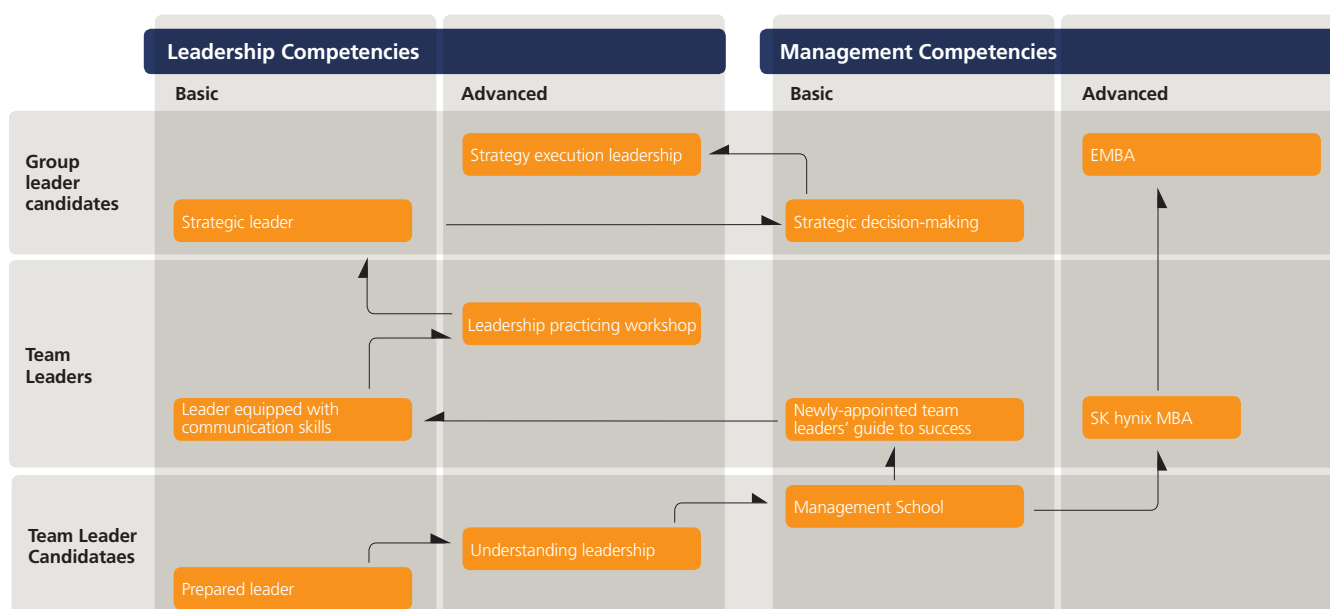 Leadership Competencies
Management Competencies
Basic
Advanced
Basic
Advanced
Group
leader
candidates
Strategy execution leadership
EMBA
Strategic leader
Strategic decision-making
Team
Leaders
Leadership practicing workshop
Leader equipped with
communication skills
Newly-appointed team
leaders’ guide to success
SK hynix MBA
Team Leader
Candidataes
Management School
Understanding leadership
Prepared leader